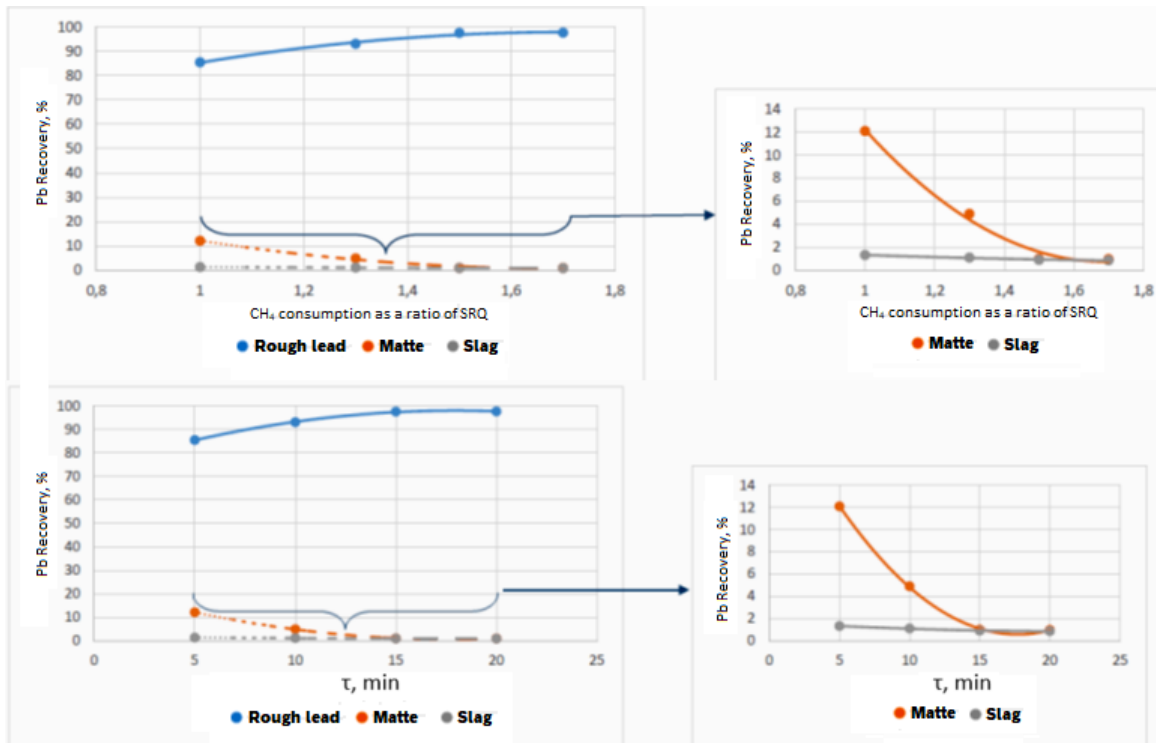 100
90
80
70
60
50
40
30
20
10
0
Pb Recovery, %
0,8
1
1,2
1,4
1,6
1,8
CH₄ consumption as a ratio of SRQ
Rough lead Matte Slag
14
12
10
8
6
4
2
0
Pb Recovery, %
0,8 1 1,2 1,4 1,6 1,8
CH₄ consumption as a ratio of SRQ
Matte Slag
100
90
80
70
60
50
40
30
20
10
0
Pb Recovery, %
0 5 10 15 20 25
τ, min
Rough lead Matte Slag
14
12
10
8
6
4
2
0
Pb Recovery, %
0 5 10 15 20 25
τ, min
Matte Slag